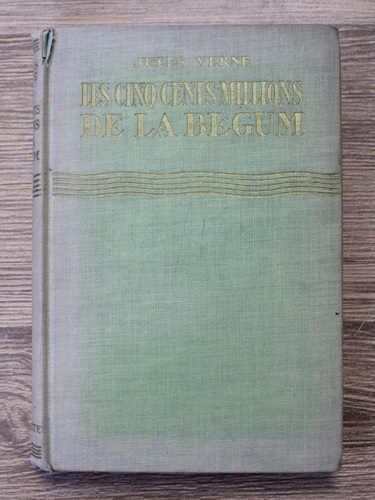 JULES VERNE
LES CINQ CENTS MILLIONS
DE LA BEGUM